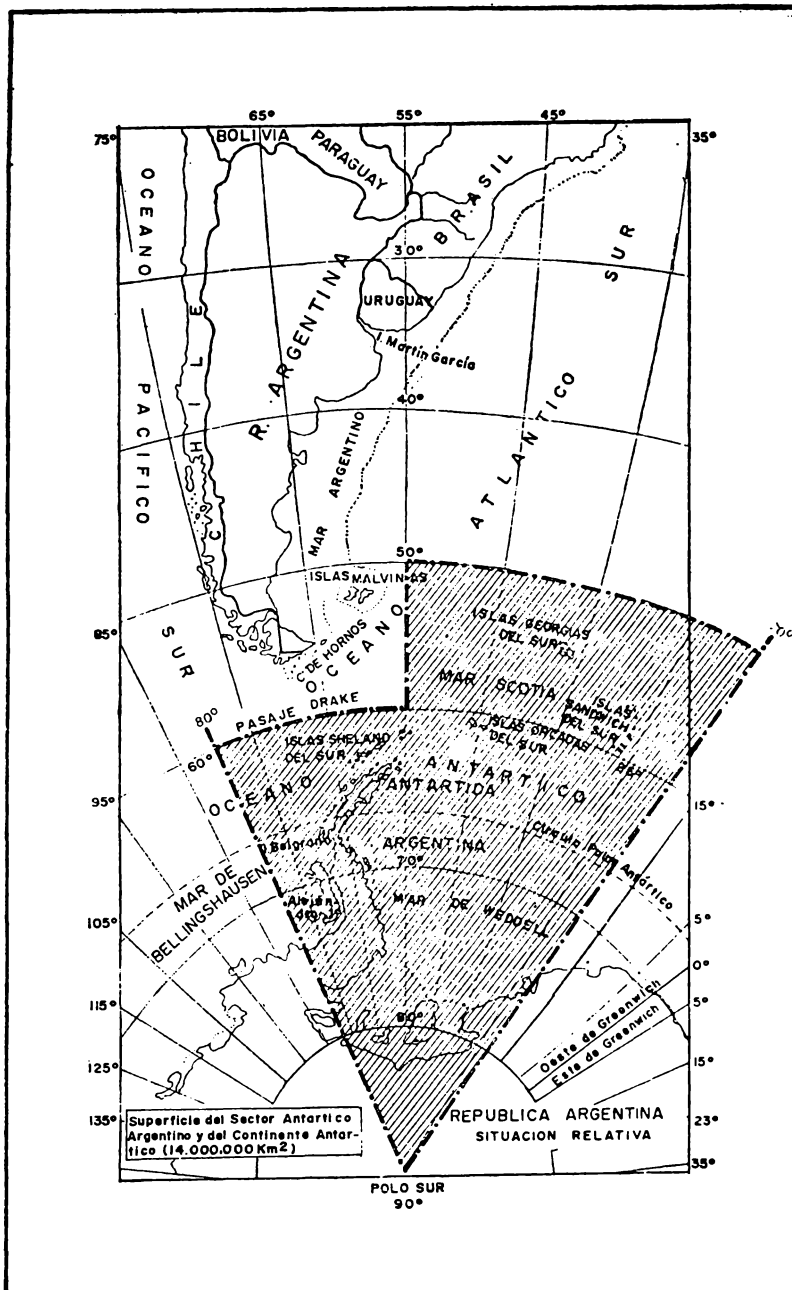 65°
55°
45°
75°
35°
BOLIVIA
PARAGUAY
BRASIL
OCEANO
PACIFICO
SUR
CHILE
R. ARGENTINA
30°
URUGUAY
I. Martín García
SUR
ATLANTICO
40°
MAR ARGENTINO
50°
ISLAS MALVINAS
C. DE HORNOS
OCEANO
85°
ISLAS GEORGIAS
DEL SUR
MAR SCOTIA
ISLAS
SANDWICH
DEL SUR
ISLAS ORCADAS
DEL SUR
PASAJE DRAKE
80°
60°
ISLAS SHELAND
DEL SUR
OCEANO
ANTARTICO
ANTARTIDA
ARGENTINA
95°
15°
Circulo Polar Antártico
Belgrano
70°
MAR DE
BELLINGSHAUSEN
MAR DE WEDDELL
105°
5°
0°
5°
Oeste de Greenwich
Este de Greenwich
115°
80°
125°
15°
135°
23°
35°
Superficie del Sector Antartico
Argentino y del Continente Antar-
tico (14.000.000 Km²)
REPUBLICA ARGENTINA
SITUACION RELATIVA
POLO SUR
90°